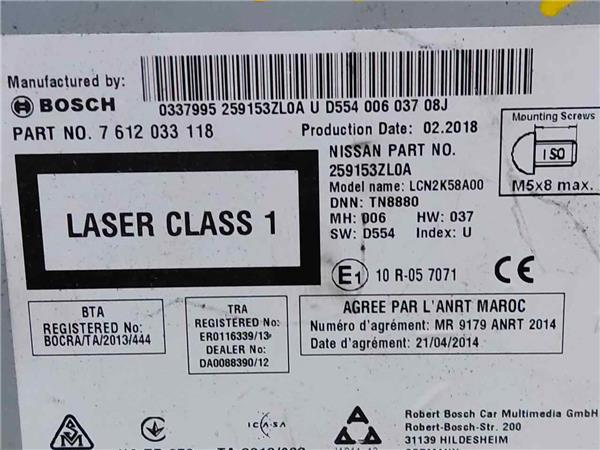 Manufactured by:
BOSCH
0337995 259153ZL0A U D554 006 037 08J
PART NO. 7 612 033 118
Production Date: 02.2018
Mounting Screws
ISO
M5x8 max.
NISSAN PART NO.
259153ZL0A
Model name: LCN2K58A00
DNN: TN8880
MH: 006 HW: 037
SW: D554 Index: U
LASER CLASS 1
E1 10 R-05 7071
CE
BTA
REGISTERED No:
BOCRA/TA/2013/444
TRA
REGISTERED No:
ER0116339/13
DEALER No:
DA0088390/12
AGREE PAR L'ANRT MAROC
Numéro d'agrément: MR 9179 ANRT 2014
Date d'agrément: 21/04/2014
ICASA
Robert Bosch Car Multimedia GmbH
Robert-Bosch-Str. 200
31139 HILDESHEIM